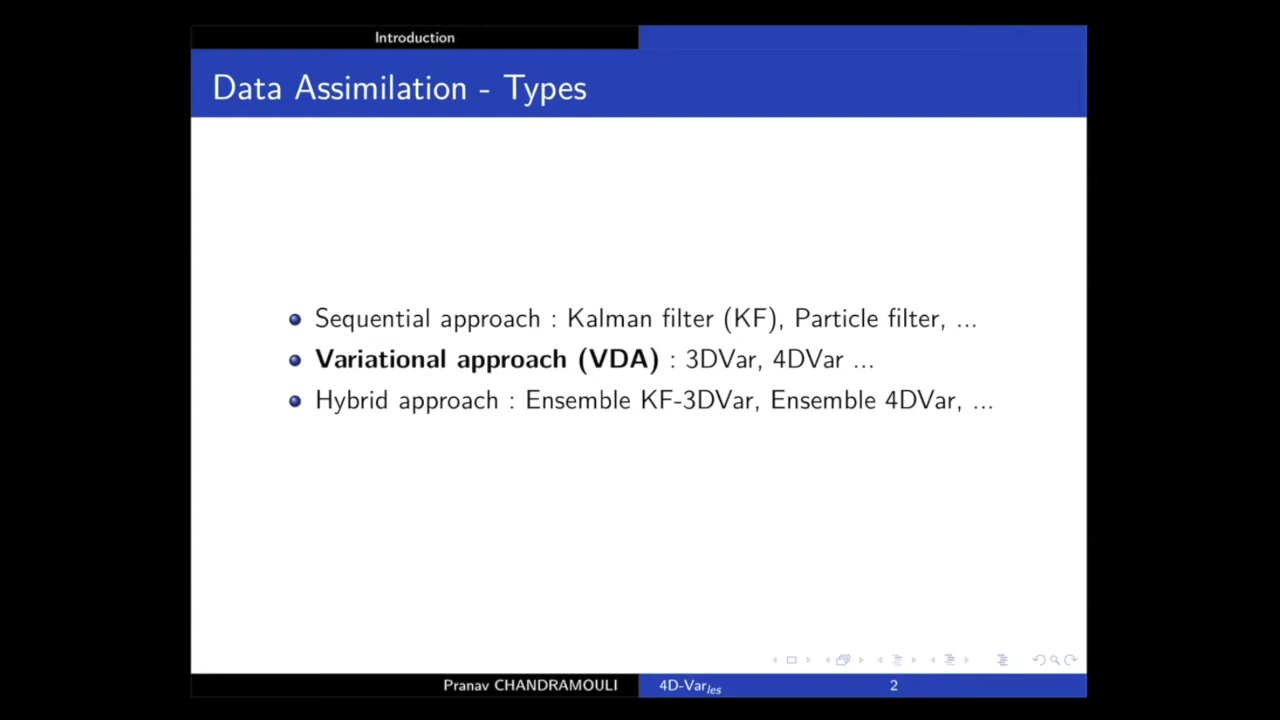 Introduction
Data Assimilation - Types
Sequential approach : Kalman filter (KF), Particle filter, ...
Variational approach (VDA) : 3DVar, 4DVar ...
Hybrid approach : Ensemble KF-3DVar, Ensemble 4DVar, ...
Pranav CHANDRAMOULI 4D-Varles 2